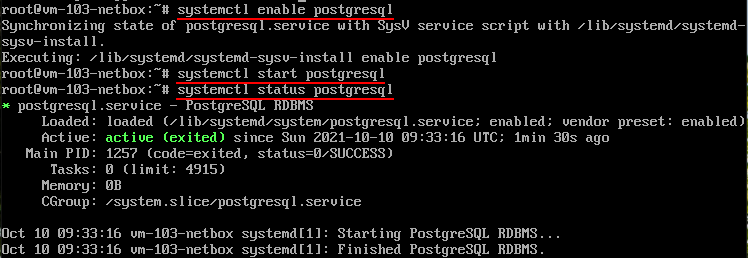 root@vm-103-netbox:~# systemctl enable postgresql
Synchronizing state of postgresql.service with SysV service script with /lib/systemd/systemd-
sysv-install.
Executing: /lib/systemd/systemd-sysv-install enable postgresql
root@vm-103-netbox:~# systemctl start postgresql
root@vm-103-netbox:~# systemctl status postgresql
* postgresql.service - PostgreSQL RDBMS
Loaded: loaded (/lib/systemd/system/postgresql.service; enabled; vendor preset: enabled)
Active: active (exited) since Sun 2021-10-10 09:33:16 UTC; 1min 30s ago
Main PID: 1257 (code=exited, status=0/SUCCESS)
Tasks: 0 (limit: 4915)
Memory: 0B
CGroup: /system.slice/postgresql.service
Oct 10 09:33:16 vm-103-netbox systemd[1]: Starting PostgreSQL RDBMS...
Oct 10 09:33:16 vm-103-netbox systemd[1]: Finished PostgreSQL RDBMS.